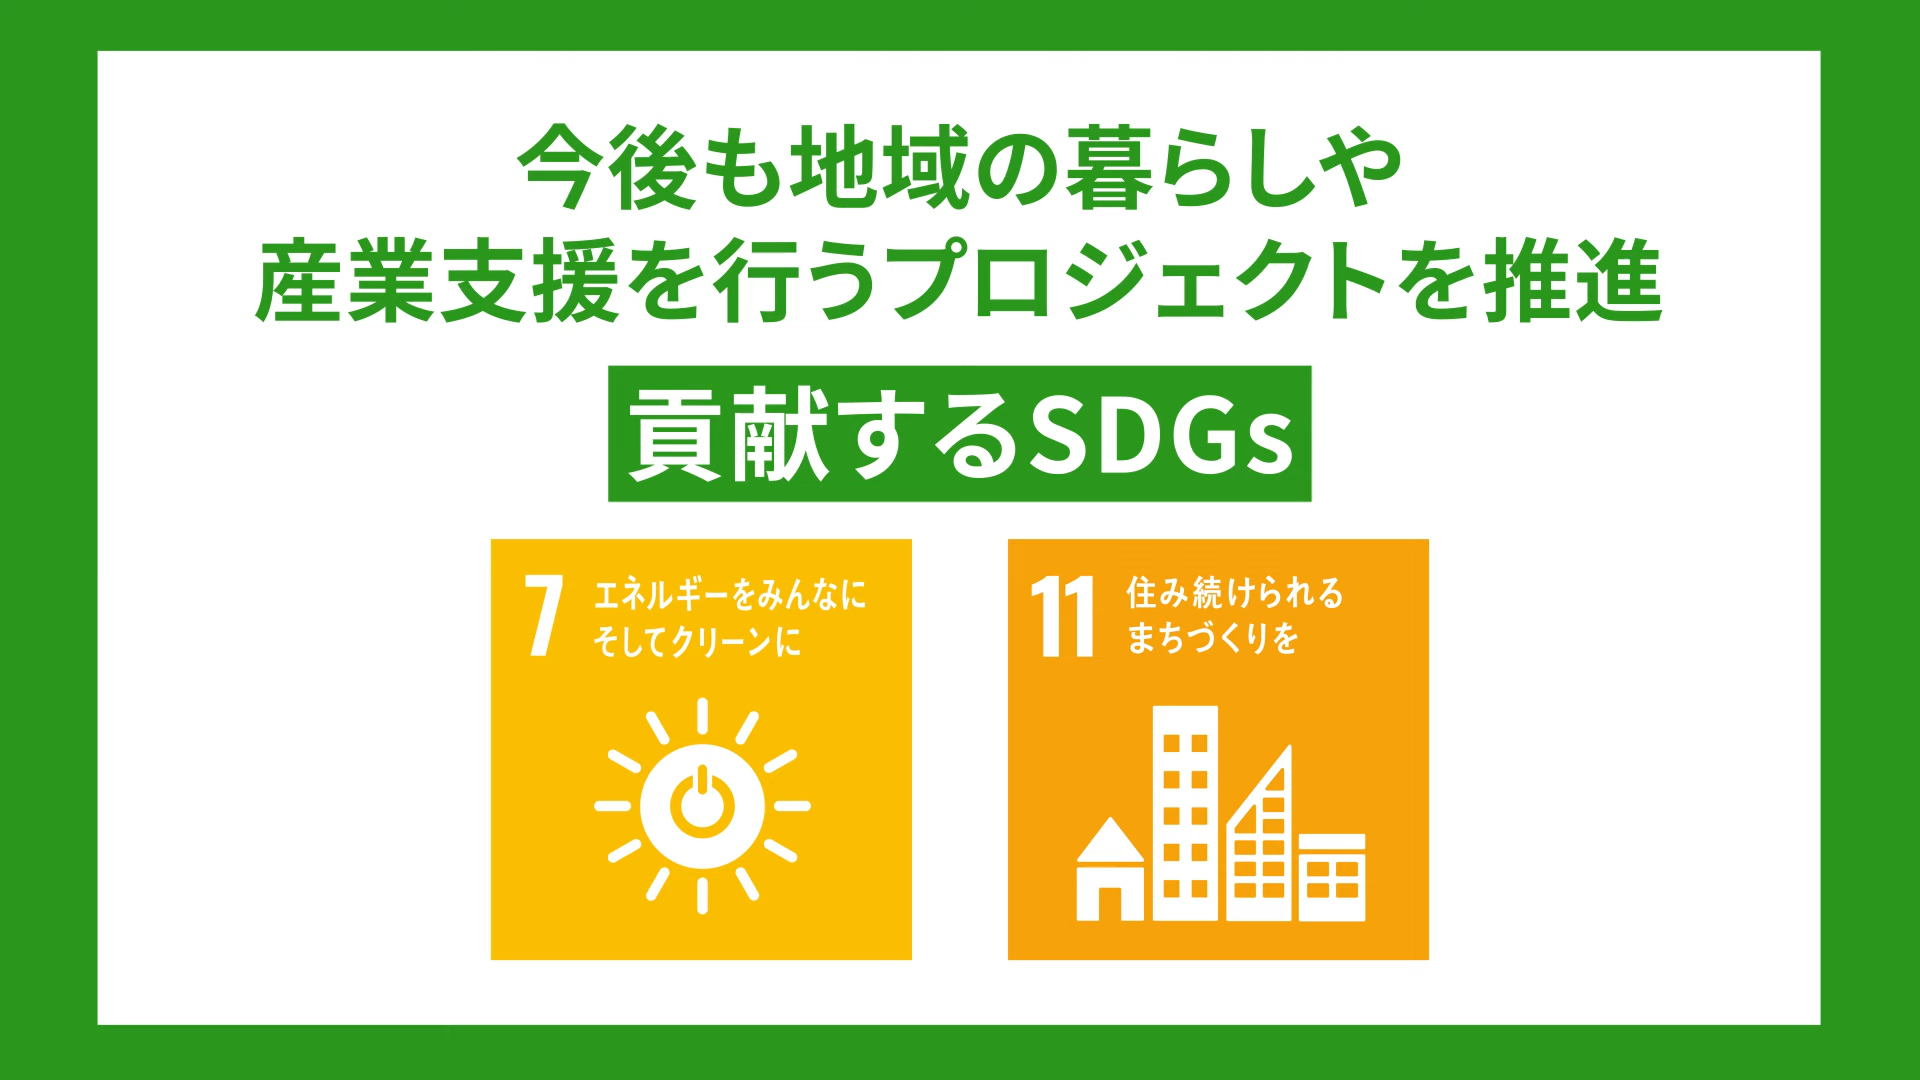 今後も地域の暮らしや
産業支援を行うプロジェクトを推進
貢献するSDGs
7 エネルギーをみんなに
そしてクリーンに
11 住み続けられる
まちづくりを